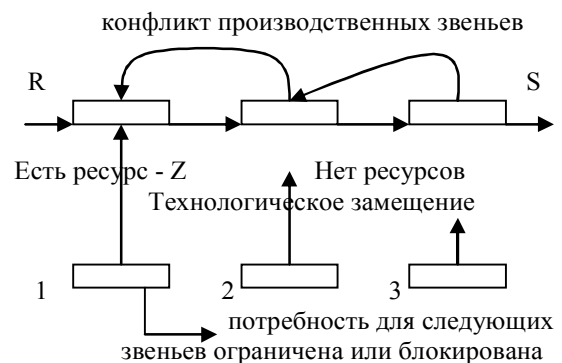 конфликт производственных звеньев
R S
Есть ресурс - Z Нет ресурсов
Технологическое замещение
1 2 3
потребность для следующих
звеньев ограничена или блокирована